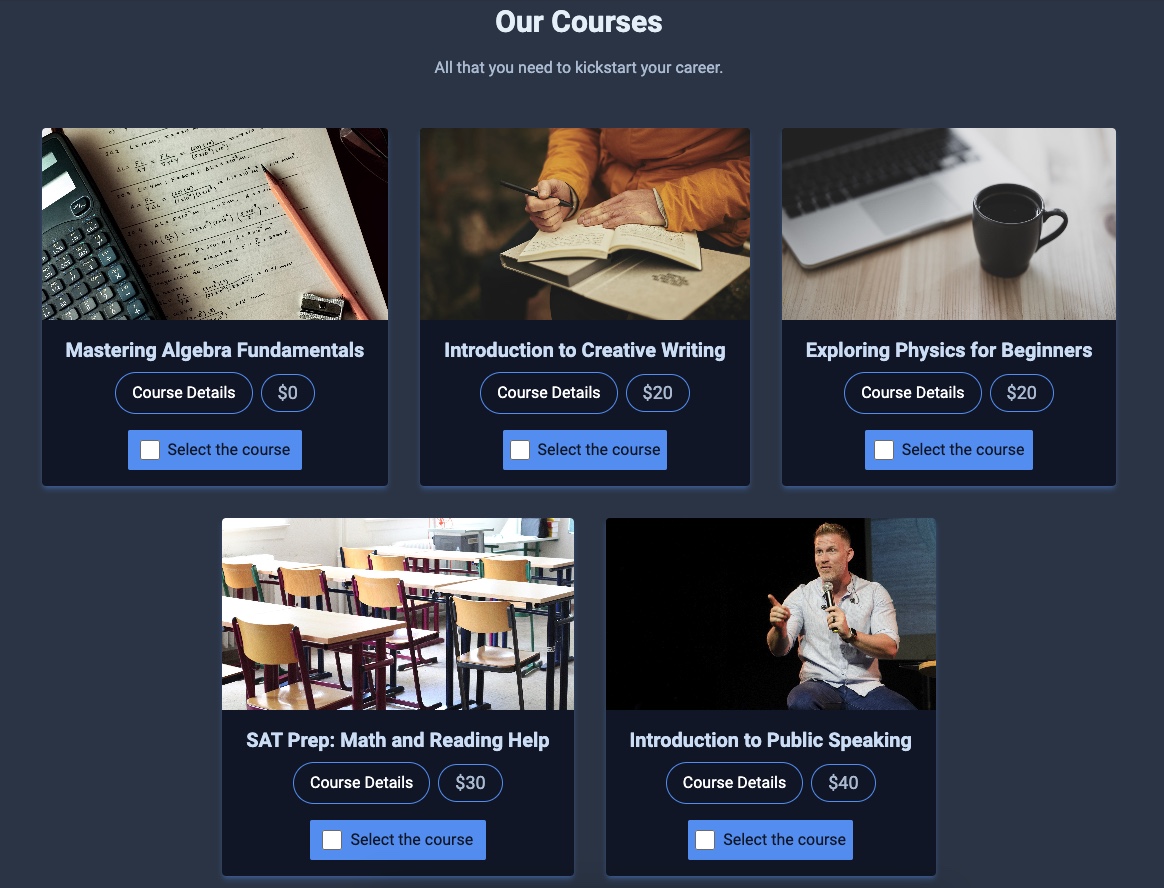 Our Courses
All that you need to kickstart your career.
Mastering Algebra Fundamentals
Course Details $0
Select the course
Introduction to Creative Writing
Course Details $20
Select the course
Exploring Physics for Beginners
Course Details $20
Select the course
SAT Prep: Math and Reading Help
Course Details $30
Select the course
Introduction to Public Speaking
Course Details $40
Select the course